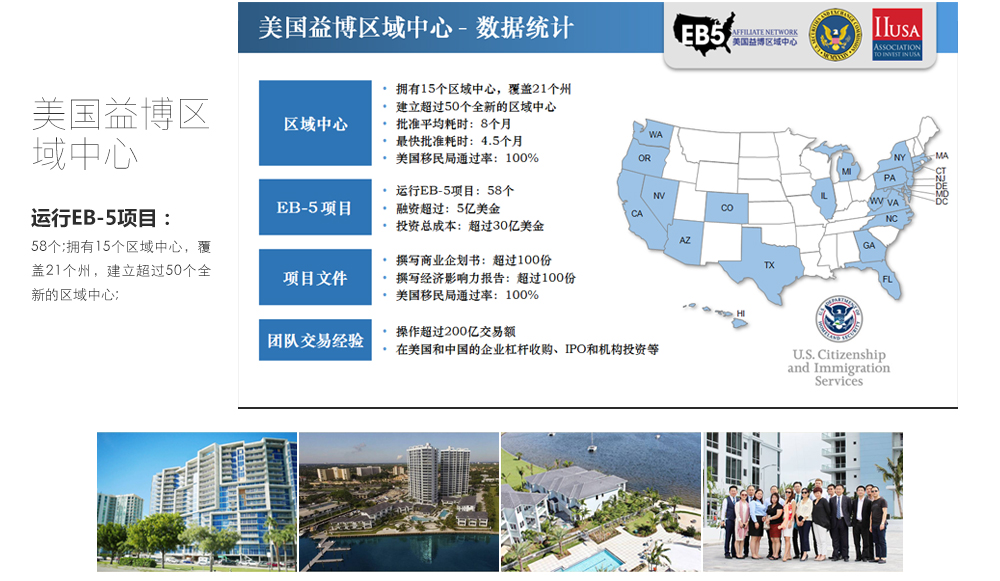 美国益博区
域中心
运行EB-5项目：
58个;拥有15个区域中心，覆
盖21个州，建立超过50个全
新的区域中心;
美国益博区域中心 - 数据统计
EB5
AFFILIATE NETWORK
美国益博区域中心
U.S. SECURITIES AND EXCHANGE COMMISSION
MCMXXXIV
IIUSA
ASSOCIATION
TO INVEST IN USA
区域中心
• 拥有15个区域中心，覆盖21个州
• 建立超过50个全新的区域中心
• 批准平均耗时：8个月
• 最快批准耗时：4.5个月
• 美国移民局通过率：100%
EB-5 项目
• 运行EB-5项目：58个
• 融资超过：5亿美金
• 投资总成本：超过30亿美金
项目文件
• 撰写商业企划书：超过100份
• 撰写经济影响力报告：超过100份
• 美国移民局通过率：100%
团队交易经验
• 操作超过200亿交易额
• 在美国和中国的企业杠杆收购、IPO和机构投资等
WA
OR
CA
NV
AZ
CO
TX
IL
MI
NY
PA
WV
VA
NC
GA
FL
HI
MA
CT
NJ
DE
MD
DC
U.S. DEPARTMENT OF
HOMELAND SECURITY
U.S. Citizenship
and Immigration
Services